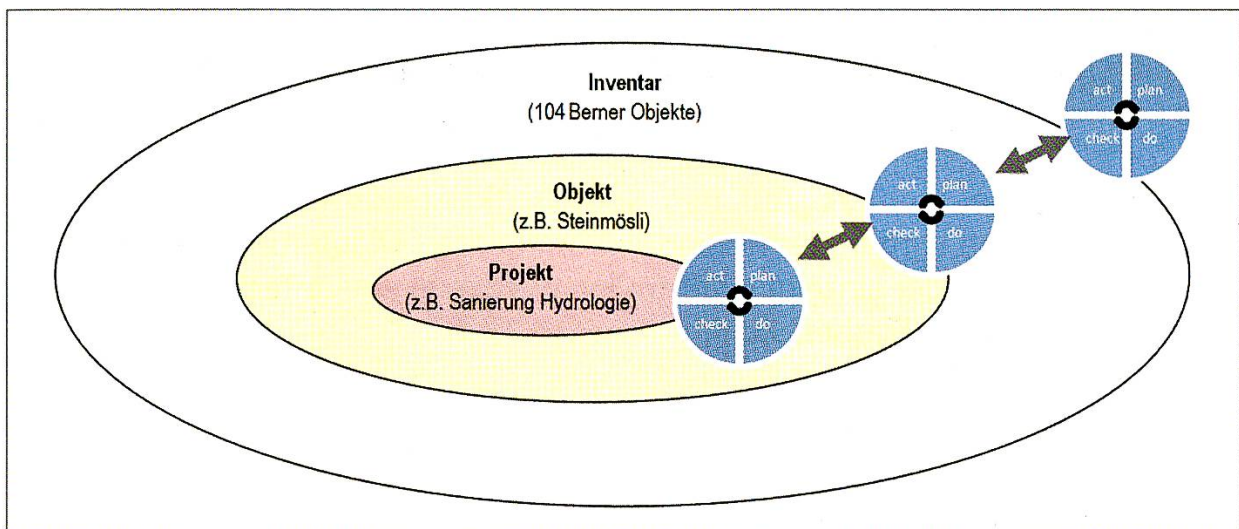 Inventar
(104 Berner Objekte)
act plan
check do
Objekt
(z.B. Steinmösli)
act plan
check do
Projekt
(z.B. Sanierung Hydrologie)
act plan
check do